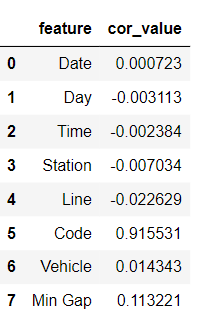 feature cor_value
0 Date 0.000723
1 Day -0.003113
2 Time -0.002384
3 Station -0.007034
4 Line -0.022629
5 Code 0.915531
6 Vehicle 0.014343
7 Min Gap 0.113221